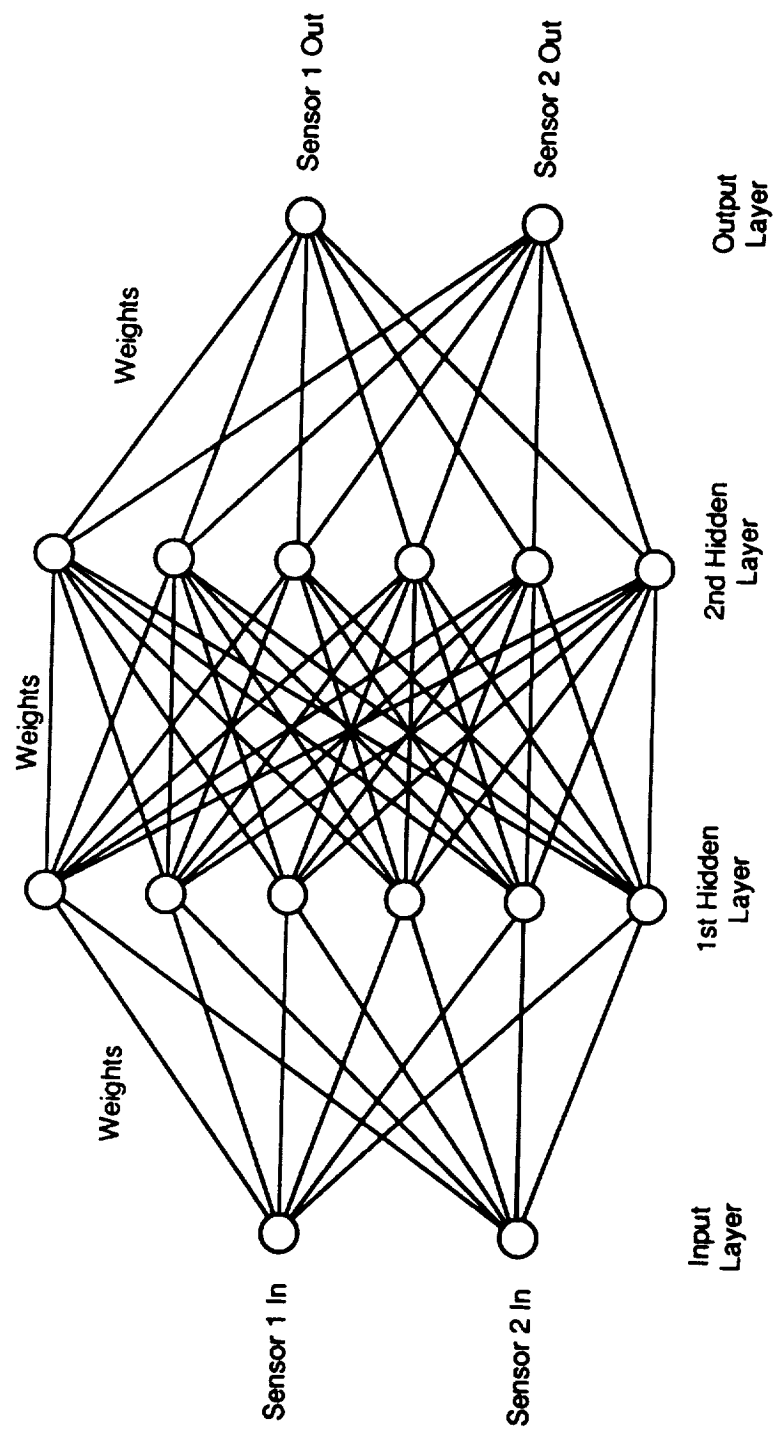 Weights
Weights
Weights
Sensor 1 In
Sensor 1 Out
Sensor 2 In
Sensor 2 Out
Input
Layer
1st Hidden
Layer
2nd Hidden
Layer
Output
Layer